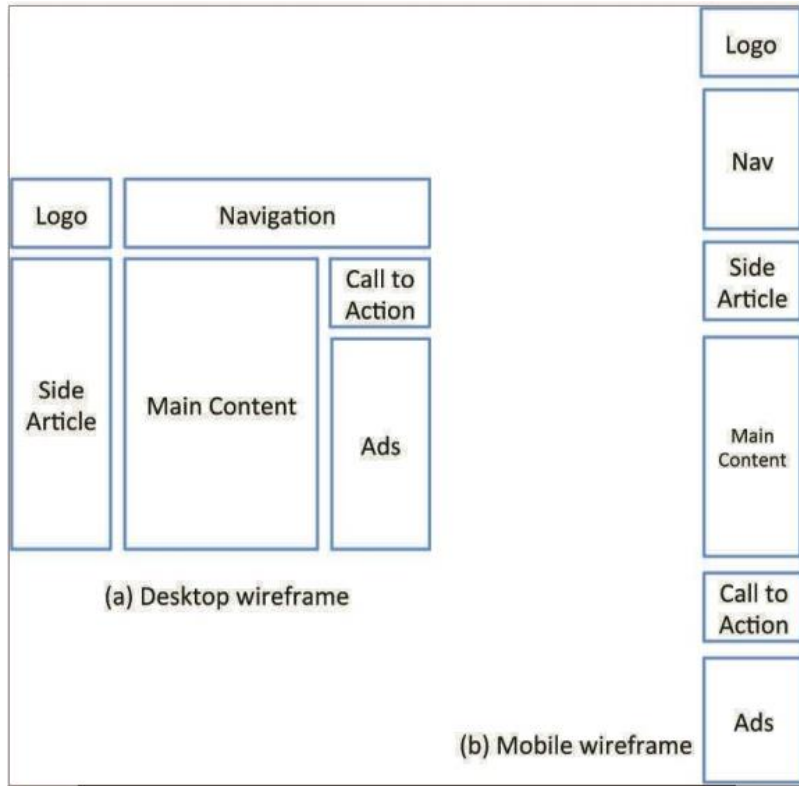 Logo
Navigation
Side
Article
Main Content
Call to
Action
Ads
(a) Desktop wireframe
Logo
Nav
Side
Article
Main
Content
Call to
Action
Ads
(b) Mobile wireframe